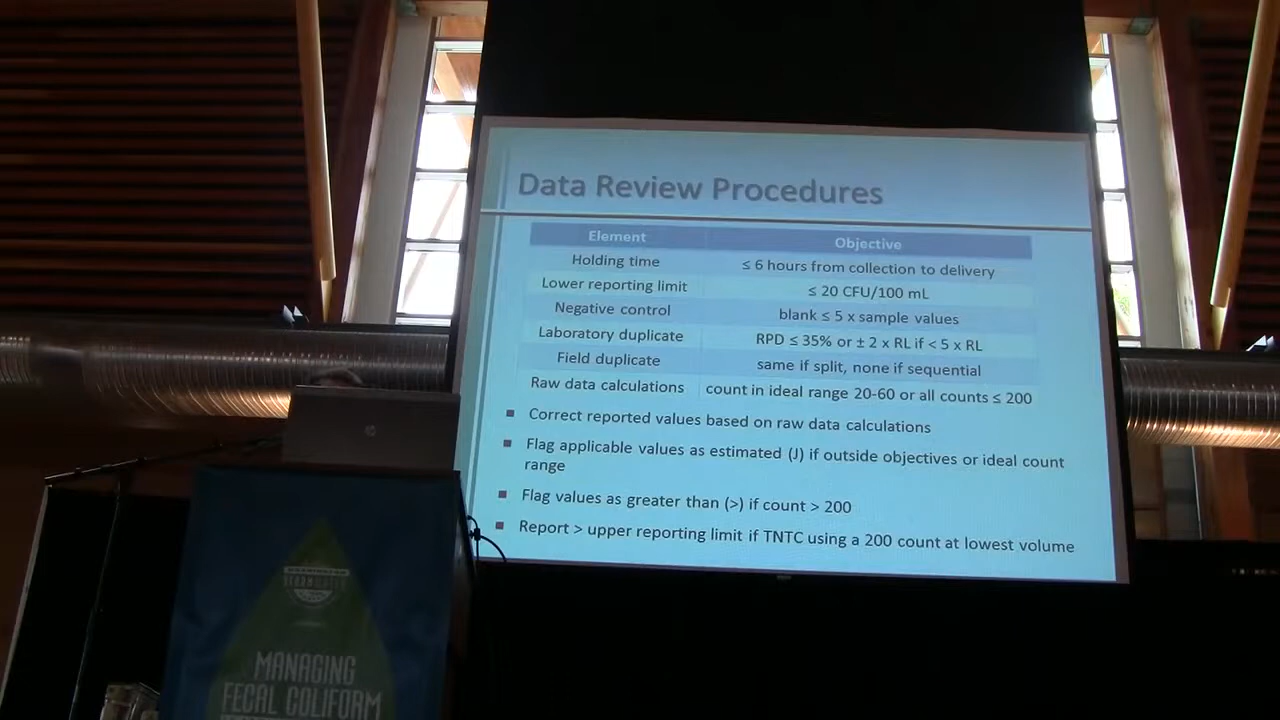 Data Review Procedures
Element Objective
Holding time ≤ 6 hours from collection to delivery
Lower reporting limit ≤ 20 CFU/100 mL
Negative control blank ≤ 5 x sample values
Laboratory duplicate RPD ≤ 35% or ± 2 x RL if < 5 x RL
Field duplicate same if split, none if sequential
Raw data calculations count in ideal range 20-60 or all counts ≤ 200
Correct reported values based on raw data calculations
Flag applicable values as estimated (J) if outside objectives or ideal count
range
Flag values as greater than (>) if count > 200
Report > upper reporting limit if TNTC using a 200 count at lowest volume
MANAGING
FECAL COLIFORM